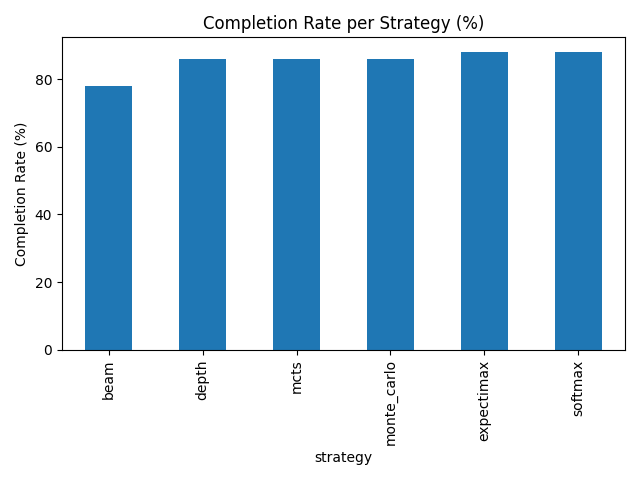 Completion Rate per Strategy (%)
Completion Rate (%)
80
60
40
20
0
beam
depth
mcts
monte_carlo
expectimax
softmax
strategy